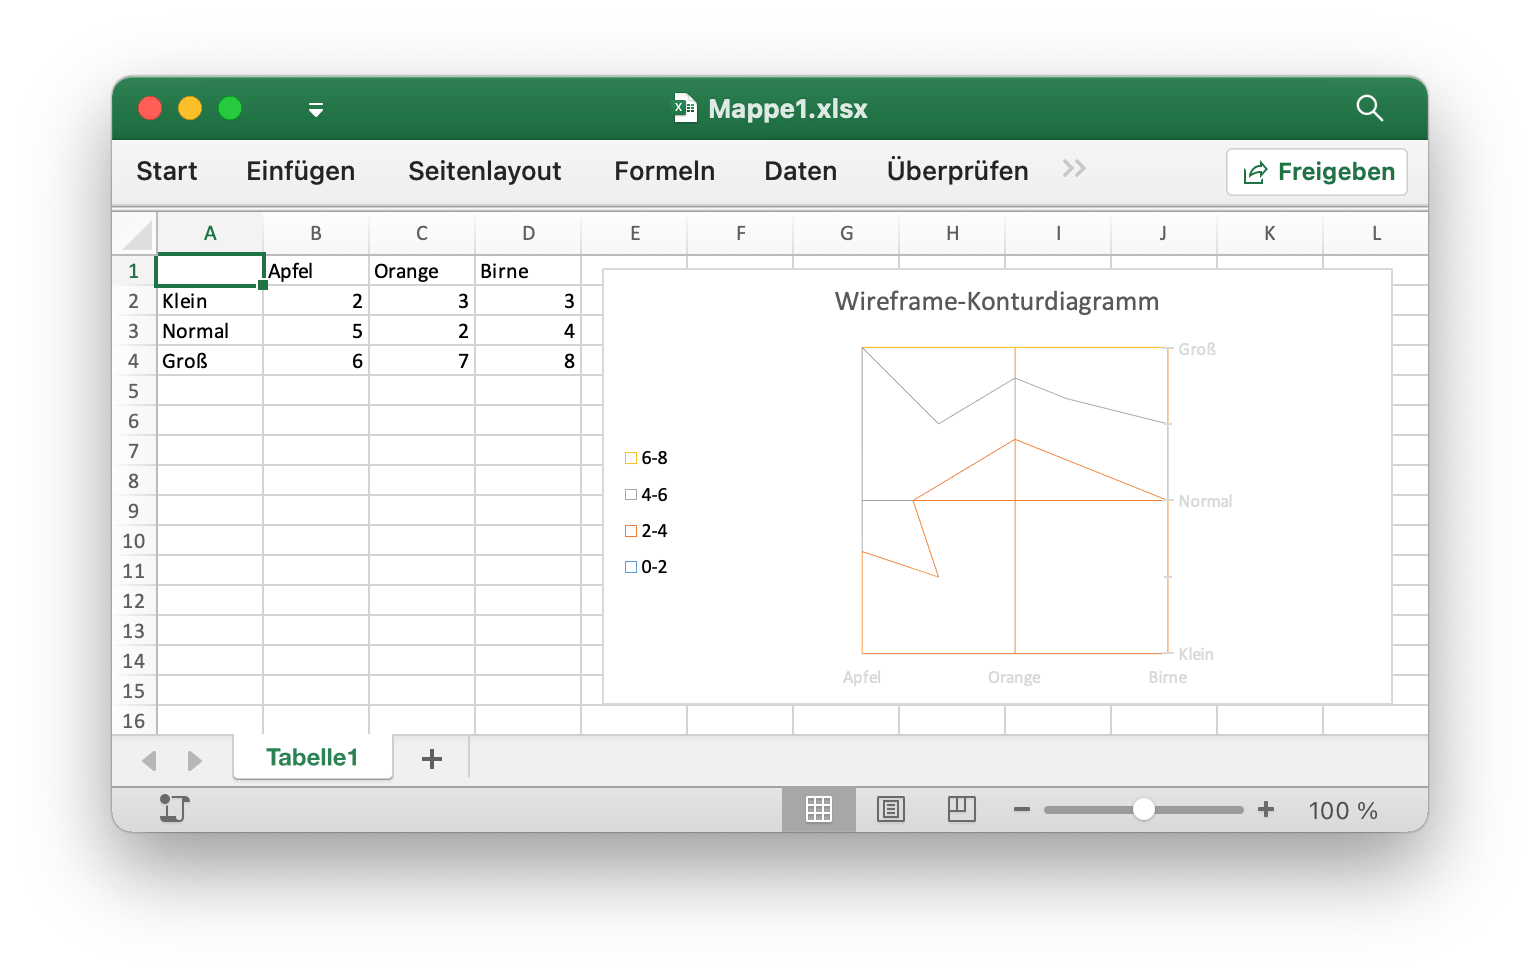 Mappe1.xlsx
Start Einfügen Seitenlayout Formeln Daten Überprüfen Freigeben
A B C D E F G H I J K L
1 Apfel Orange Birne
2 Klein 2 3 3
3 Normal 5 2 4
4 Groß 6 7 8
5
6
7
8
9
10
11
12
13
14
15
16
Wireframe-Konturdiagramm
6-8
4-6
2-4
0-2
Groß
Normal
Klein
Apfel Orange Birne
Tabelle1
100 %